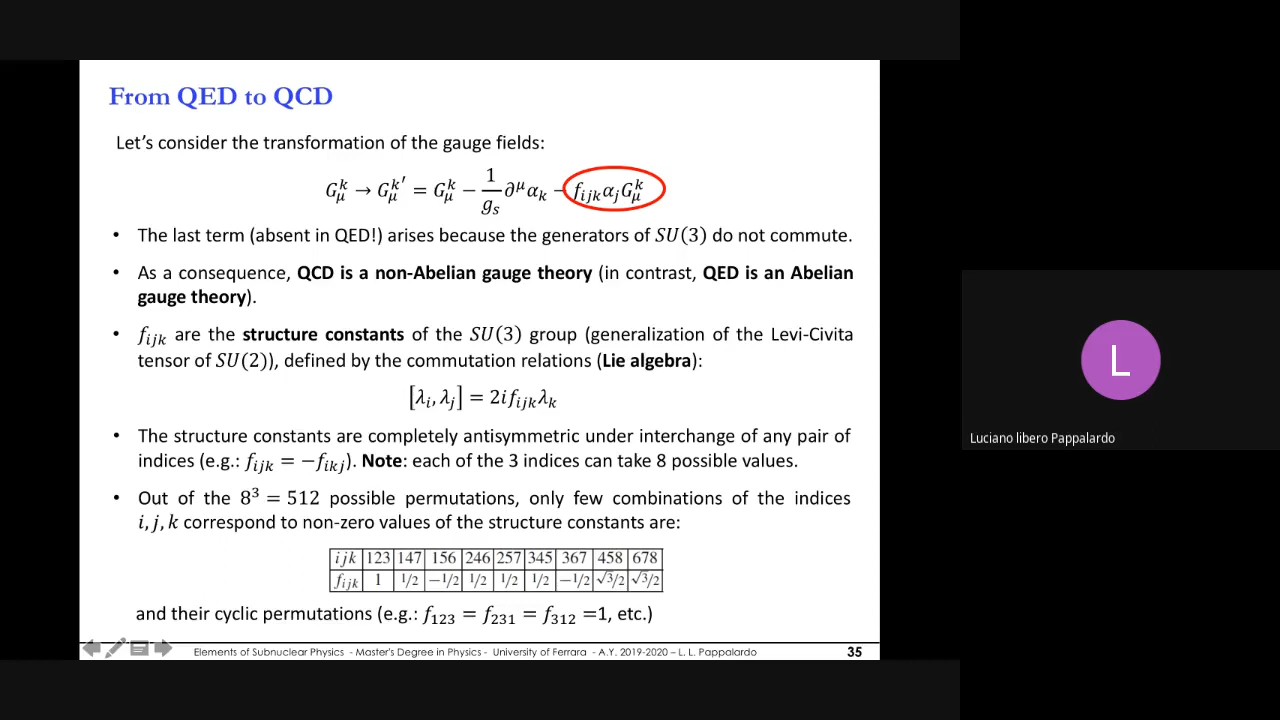 From QED to QCD
Let's consider the transformation of the gauge fields:
G_μ^k → G_μ^k′ = G_μ^k − 1/g_s ∂^μ α_k − f_ijk α_j G_μ^k
• The last term (absent in QED!) arises because the generators of SU(3) do not commute.
• As a consequence, QCD is a non-Abelian gauge theory (in contrast, QED is an Abelian
gauge theory).
• f_ijk are the structure constants of the SU(3) group (generalization of the Levi-Civita
tensor of SU(2)), defined by the commutation relations (Lie algebra):
[λ_i, λ_j] = 2i f_ijk λ_k
• The structure constants are completely antisymmetric under interchange of any pair of
indices (e.g.: f_ijk = −f_ikj). Note: each of the 3 indices can take 8 possible values.
• Out of the 8³ = 512 possible permutations, only few combinations of the indices
i, j, k correspond to non-zero values of the structure constants are:
ijk 123 147 156 246 257 345 367 458 678
f_ijk 1 1/2 −1/2 1/2 1/2 1/2 −1/2 √3/2 √3/2
and their cyclic permutations (e.g.: f_123 = f_231 = f_312 =1, etc.)
Elements of Subnuclear Physics - Master's Degree in Physics - University of Ferrara - A.Y. 2019-2020 – L. L. Pappalardo
35
L
Luciano libero Pappalardo